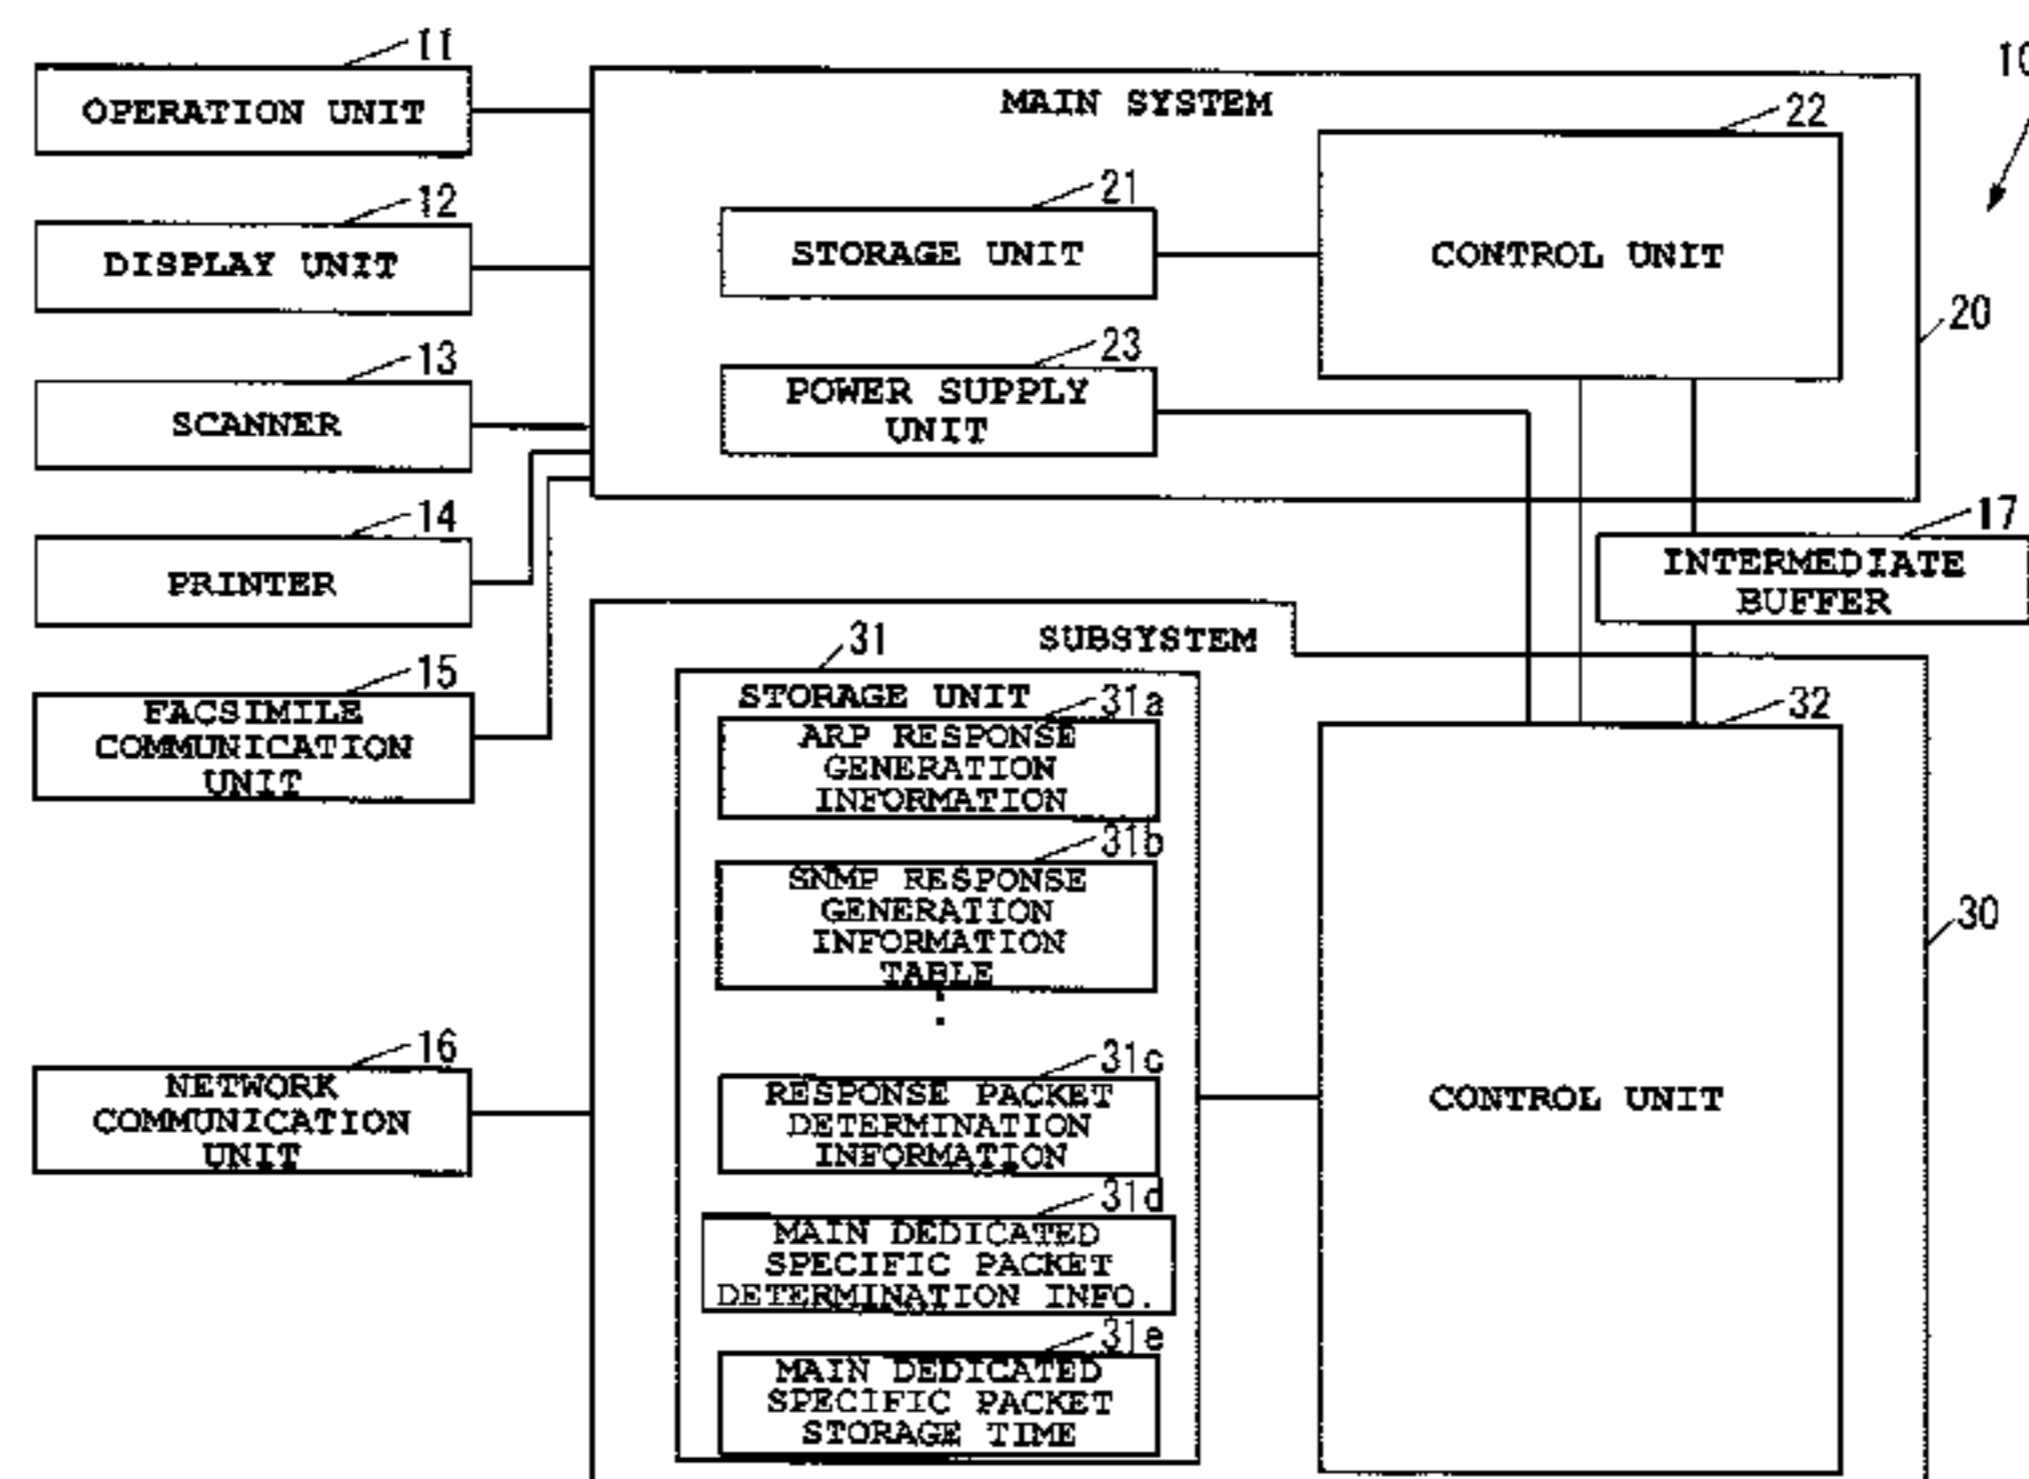 11
OPERATION UNIT
12
DISPLAY UNIT
13
SCANNER
14
PRINTER
15
FACSIMILE
COMMUNICATION
UNIT
16
NETWORK
COMMUNICATION
UNIT
10
MAIN SYSTEM
22
21
STORAGE UNIT
CONTROL UNIT
20
23
POWER SUPPLY
UNIT
17
INTERMEDIATE
BUFFER
SUBSYSTEM
31
STORAGE UNIT
31a
ARP RESPONSE
GENERATION
INFORMATION
31b
SNMP RESPONSE
GENERATION
INFORMATION
TABLE
31c
RESPONSE PACKET
DETERMINATION
INFORMATION
31d
MAIN DEDICATED
SPECIFIC PACKET
DETERMINATION INFO.
31e
MAIN DEDICATED
SPECIFIC PACKET
STORAGE TIME
32
CONTROL UNIT
30